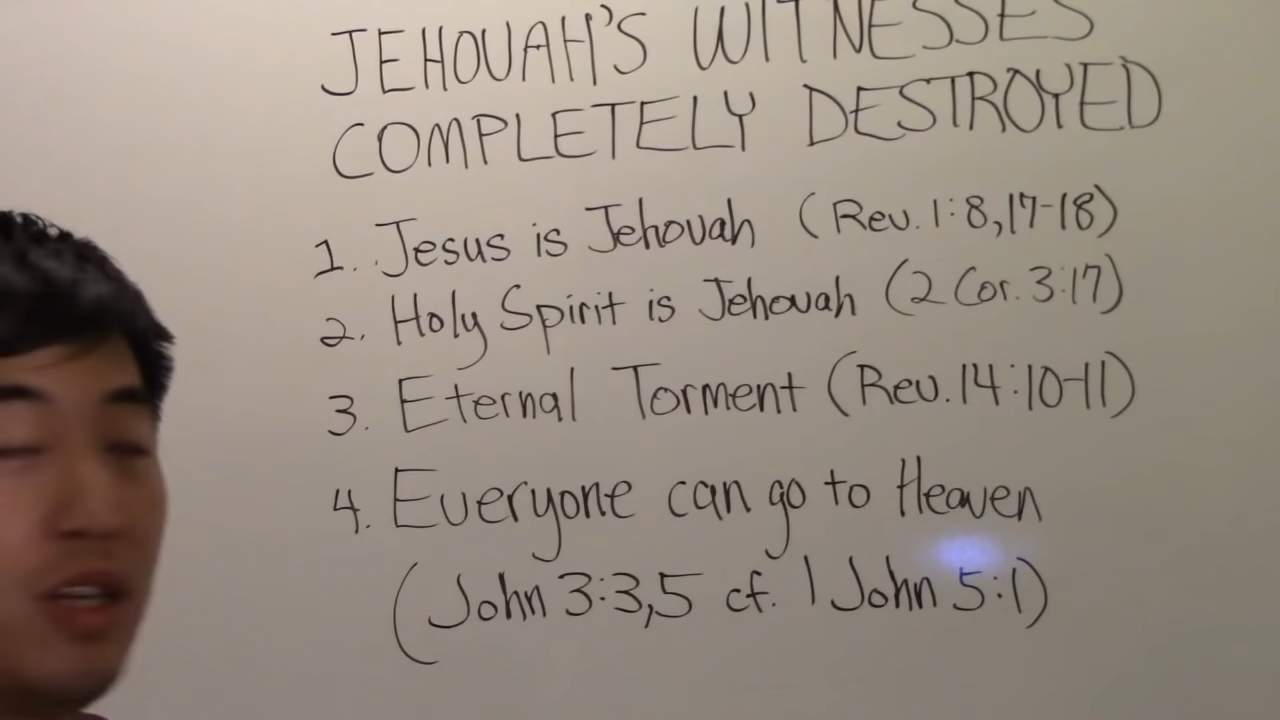 JEHOVAH'S WITNESSES
COMPLETELY DESTROYED
1. Jesus is Jehovah (Rev. 1:8,17-18)
2. Holy Spirit is Jehovah (2 Cor. 3:17)
3. Eternal Torment (Rev. 14:10-11)
4. Everyone can go to Heaven
(John 3:3,5 cf. 1 John 5:1)